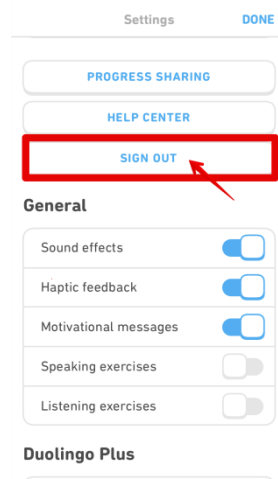 Settings
DONE
PROGRESS SHARING
HELP CENTER
SIGN OUT
General
Sound effects
Haptic feedback
Motivational messages
Speaking exercises
Listening exercises
Duolingo Plus